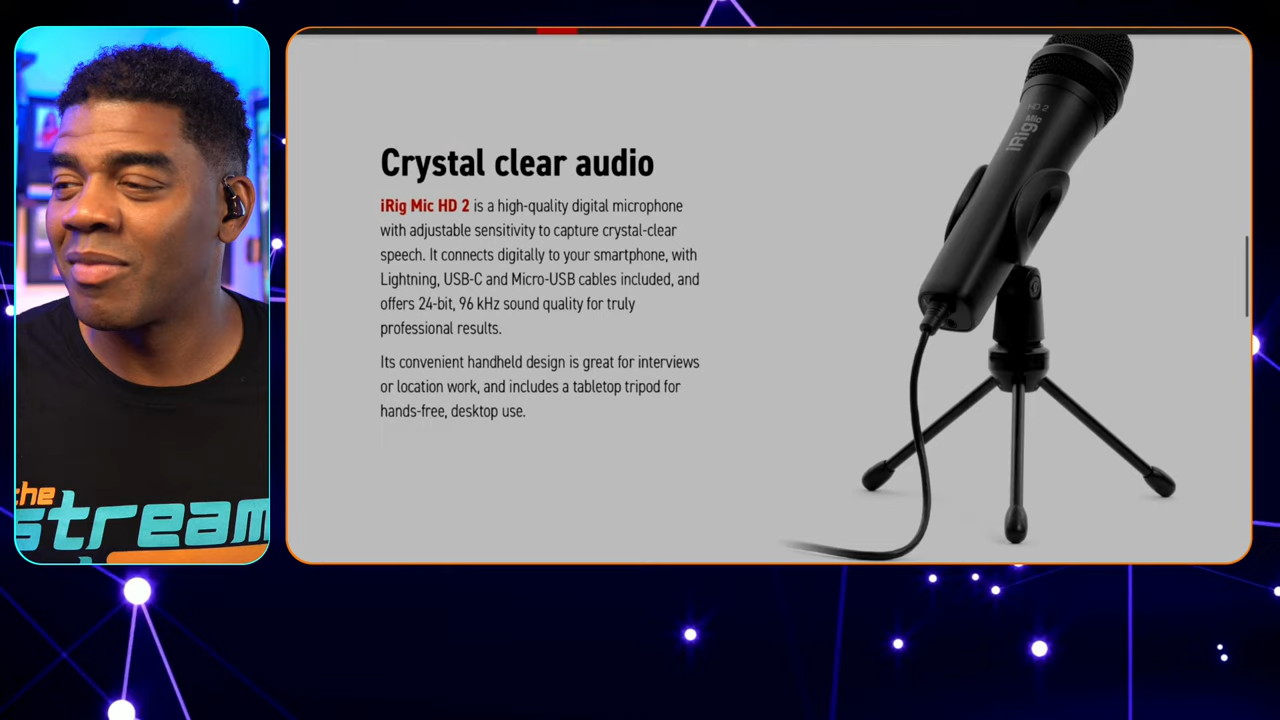 the
stream
Crystal clear audio
iRig Mic HD 2 is a high-quality digital microphone
with adjustable sensitivity to capture crystal-clear
speech. It connects digitally to your smartphone, with
Lightning, USB-C and Micro-USB cables included, and
offers 24-bit, 96 kHz sound quality for truly
professional results.
Its convenient handheld design is great for interviews
or location work, and includes a tabletop tripod for
hands-free, desktop use.
iRig Mic HD 2